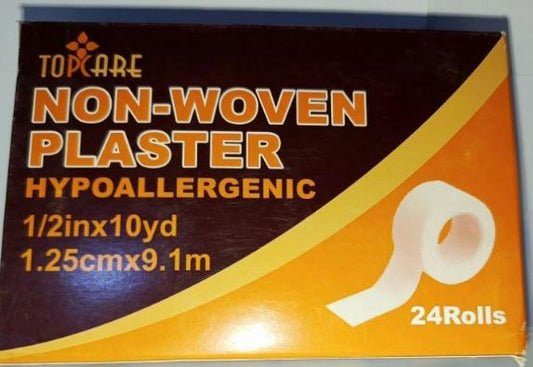 TOPCARE
NON-WOVEN
PLASTER
HYPOALLERGENIC
1/2inx10yd
1.25cmx9.1m
24Rolls